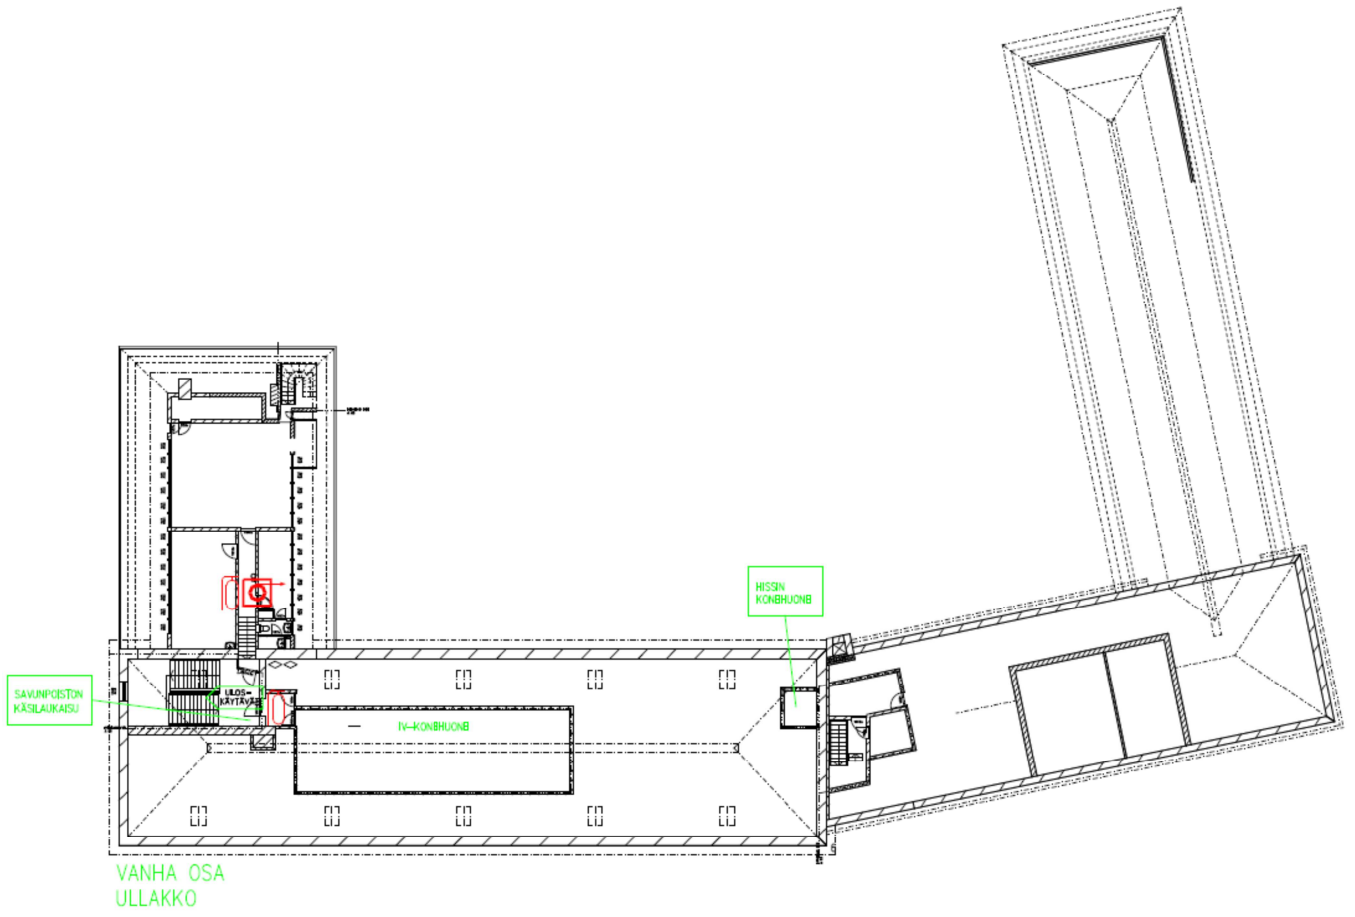 HISSIN
KONEHUONE
SAVUNPOISTON
KÄSILAUKAISU
ULOS-
KÄYTÄVÄ
IV-KONEHUONE
VANHA OSA
ULLAKKO